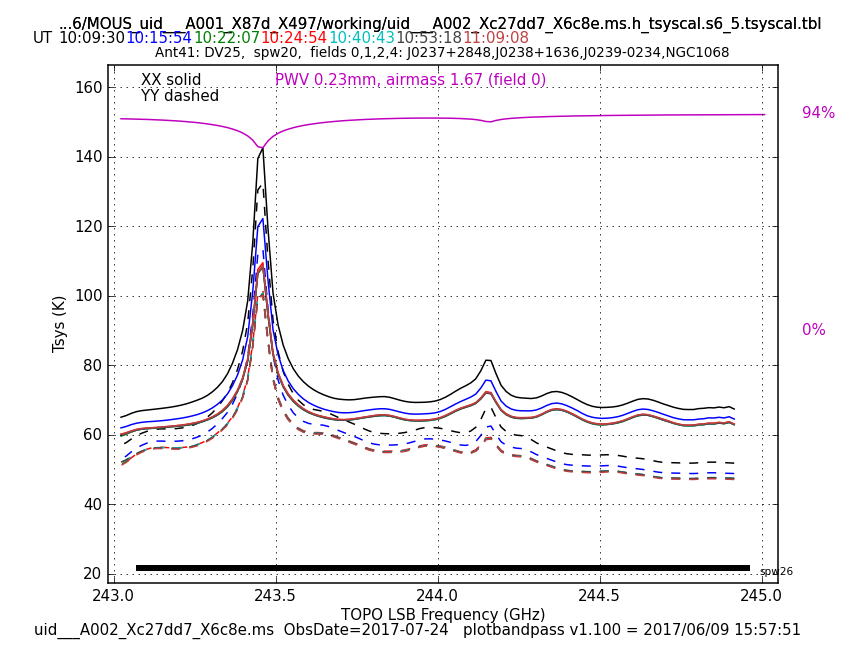 ...6/MOUS_uid___A001_X87d_X497/working/uid___A002_Xc27dd7_X6c8e.ms.h_tsyscal.s6_5.tsyscal.tbl
UT 10:09:30 10:15:54 10:22:07 10:24:54 10:40:43 10:53:18 11:09:08
Ant41: DV25, spw20, fields 0,1,2,4: J0237+2848,J0238+1636,J0239-0234,NGC1068
XX solid
YY dashed
PWV 0.23mm, airmass 1.67 (field 0)
94%
0%
160
140
120
100
80
60
40
20
Tsys (K)
spw26
243.0 243.5 244.0 244.5 245.0
TOPO LSB Frequency (GHz)
uid___A002_Xc27dd7_X6c8e.ms ObsDate=2017-07-24 plotbandpass v1.100 = 2017/06/09 15:57:51